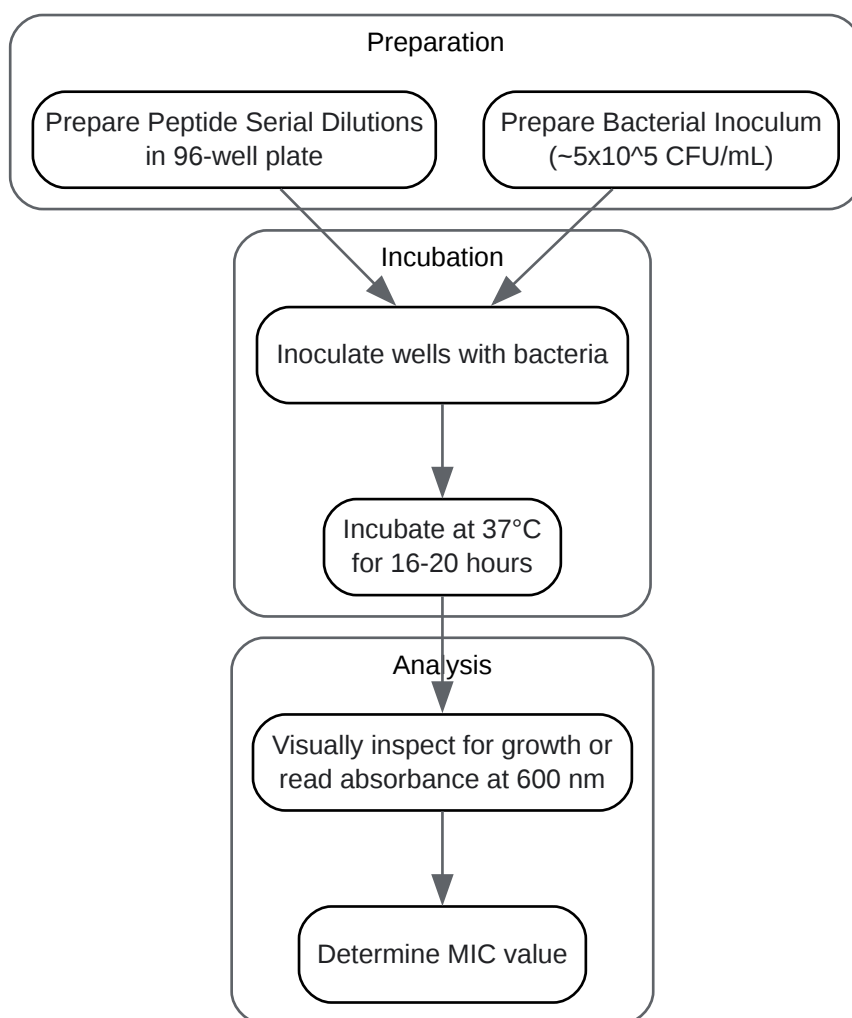 Preparation
Prepare Peptide Serial Dilutions
in 96-well plate
Prepare Bacterial Inoculum
(~5x10^5 CFU/mL)
Incubation
Inoculate wells with bacteria
Incubate at 37°C
for 16-20 hours
Analysis
Visually inspect for growth or
read absorbance at 600 nm
Determine MIC value